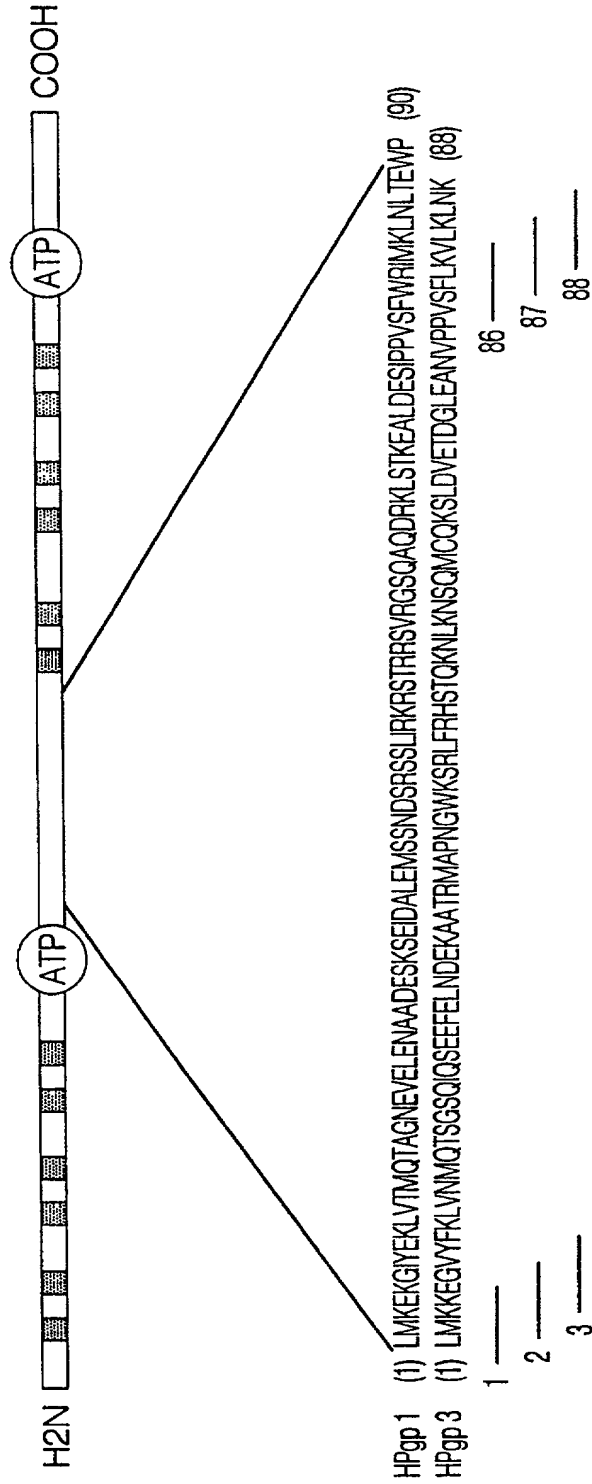 H2N ATP ATP COOH
HPgp 1 (1) LMKEKGIYEKLVTMQTAGNEVELENAADESKSEIDALEMSSNDSRSSLIRKRSTRRSVRGSQAQDRKLSTKEALDESIPPVSFWRIMKLNLTEWP (90)
HPgp 3 (1) LMKKEGVYFKLVNMQTSGSQIQSEEFELNDEKAATRMAPNGWKSRLFRHSTQKNLKNSQMCQKSLDVETDGLEANVPPVSFLKVLKLNK (88)
1 86
2 87
3 88